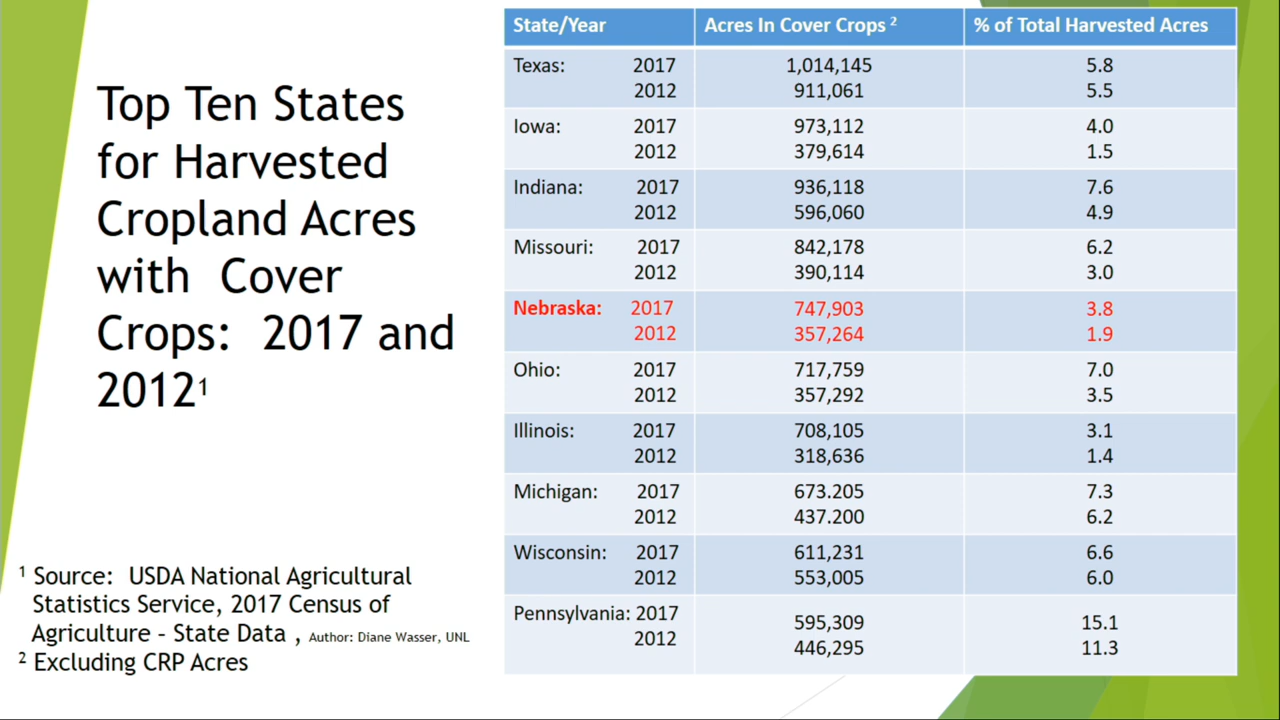 Top Ten States
for Harvested
Cropland Acres
with Cover
Crops: 2017 and
2012¹
¹ Source: USDA National Agricultural
Statistics Service, 2017 Census of
Agriculture - State Data , Author: Diane Wasser, UNL
² Excluding CRP Acres
State/Year Acres In Cover Crops ² % of Total Harvested Acres
Texas: 2017 1,014,145 5.8
2012 911,061 5.5
Iowa: 2017 973,112 4.0
2012 379,614 1.5
Indiana: 2017 936,118 7.6
2012 596,060 4.9
Missouri: 2017 842,178 6.2
2012 390,114 3.0
Nebraska: 2017 747,903 3.8
2012 357,264 1.9
Ohio: 2017 717,759 7.0
2012 357,292 3.5
Illinois: 2017 708,105 3.1
2012 318,636 1.4
Michigan: 2017 673.205 7.3
2012 437.200 6.2
Wisconsin: 2017 611,231 6.6
2012 553,005 6.0
Pennsylvania: 2017 595,309 15.1
2012 446,295 11.3